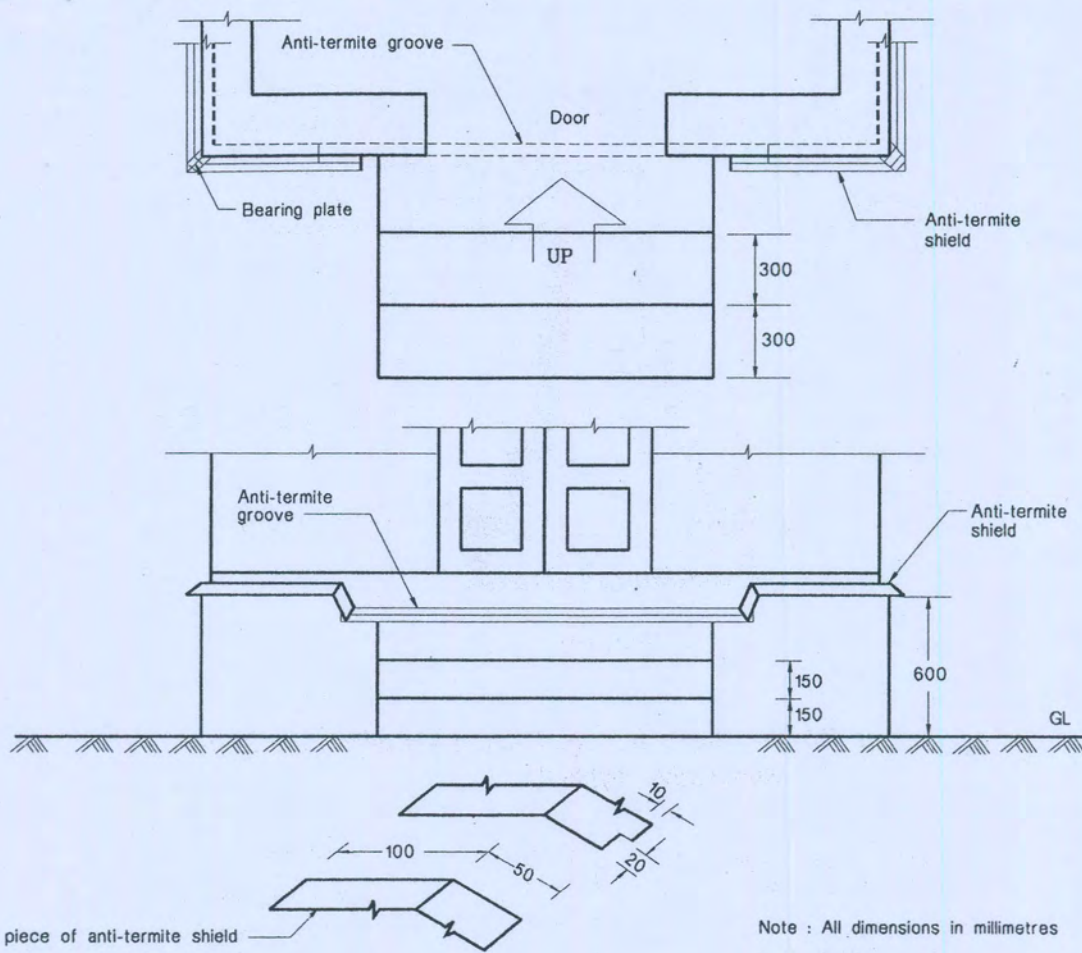 Anti-termite groove
Door
Bearing plate
UP
Anti-termite
shield
300
300
Anti-termite
groove
Anti-termite
shield
600
150
150
GL
10
20
100
50
piece of anti-termite shield
Note : All dimensions in millimetres